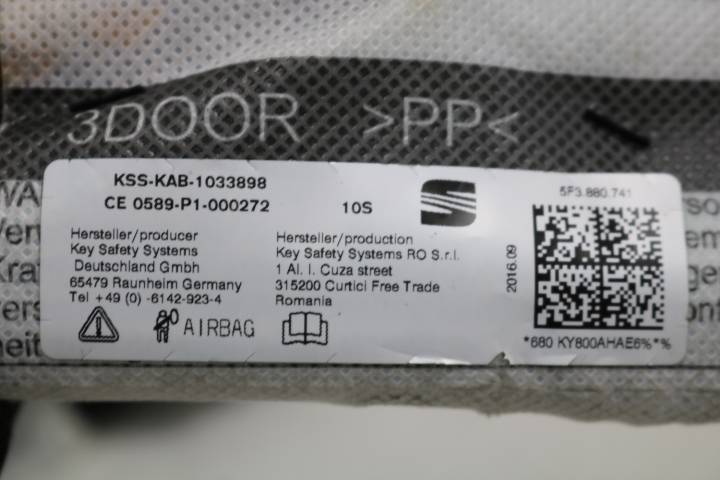 3DOOR >PP<
KSS-KAB-1033898
CE 0589-P1-000272
10S
Hersteller/producer
Key Safety Systems
Deutschland Gmbh
65479 Raunheim Germany
Tel +49 (0) -6142-923-4
AIRBAG
Hersteller/production
Key Safety Systems RO S.r.l.
1 Al. I. Cuza street
315200 Curtici Free Trade
Romania
2016.09
5F3.880.741
*680 KY800AHAE6%*%